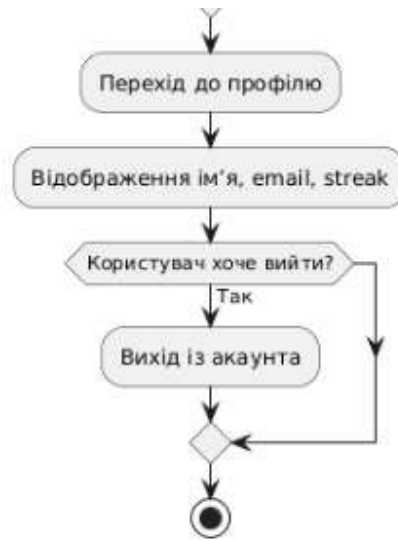 Перехід до профілю
Відображення ім'я, email, streak
Користувач хоче вийти?
Так
Вихід із акаунта